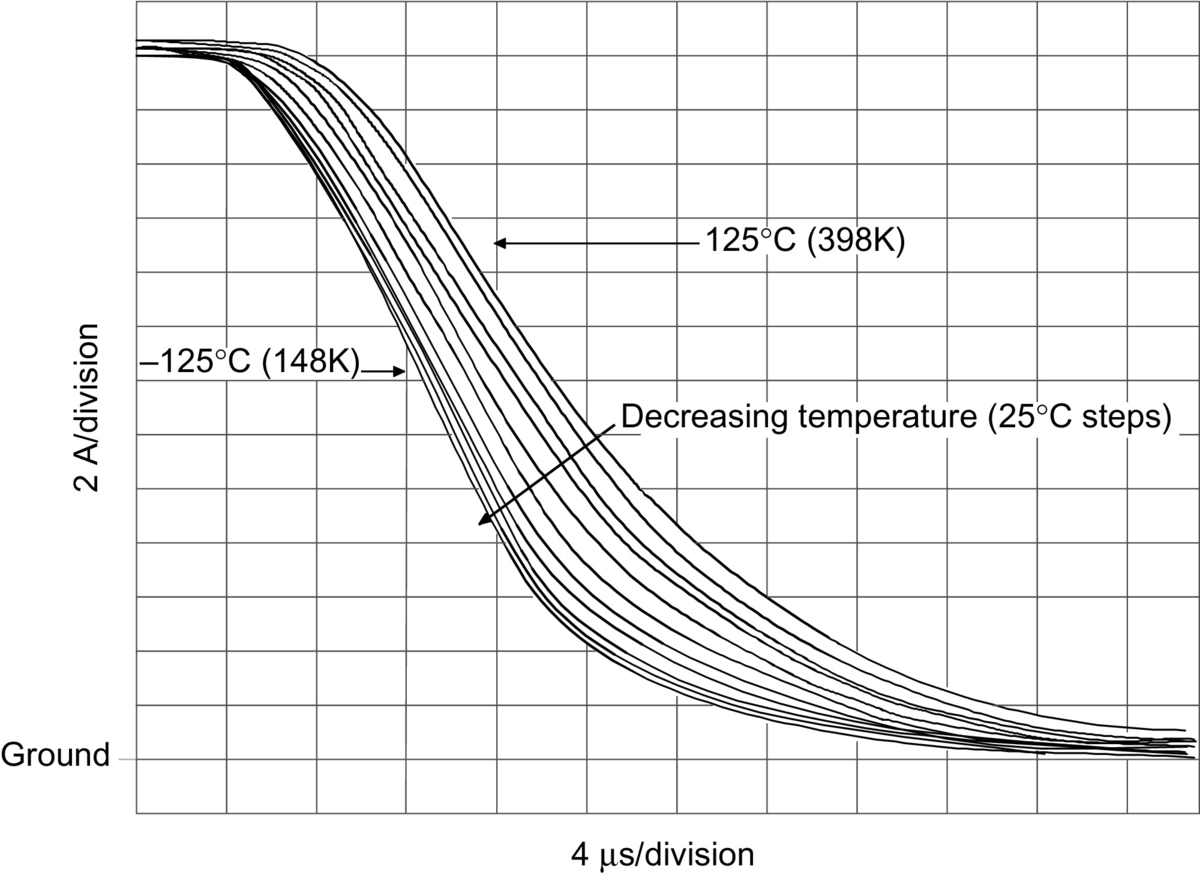 125°C (398K)
2 A/division
–125°C (148K)
Decreasing temperature (25°C steps)
Ground
4 μs/division